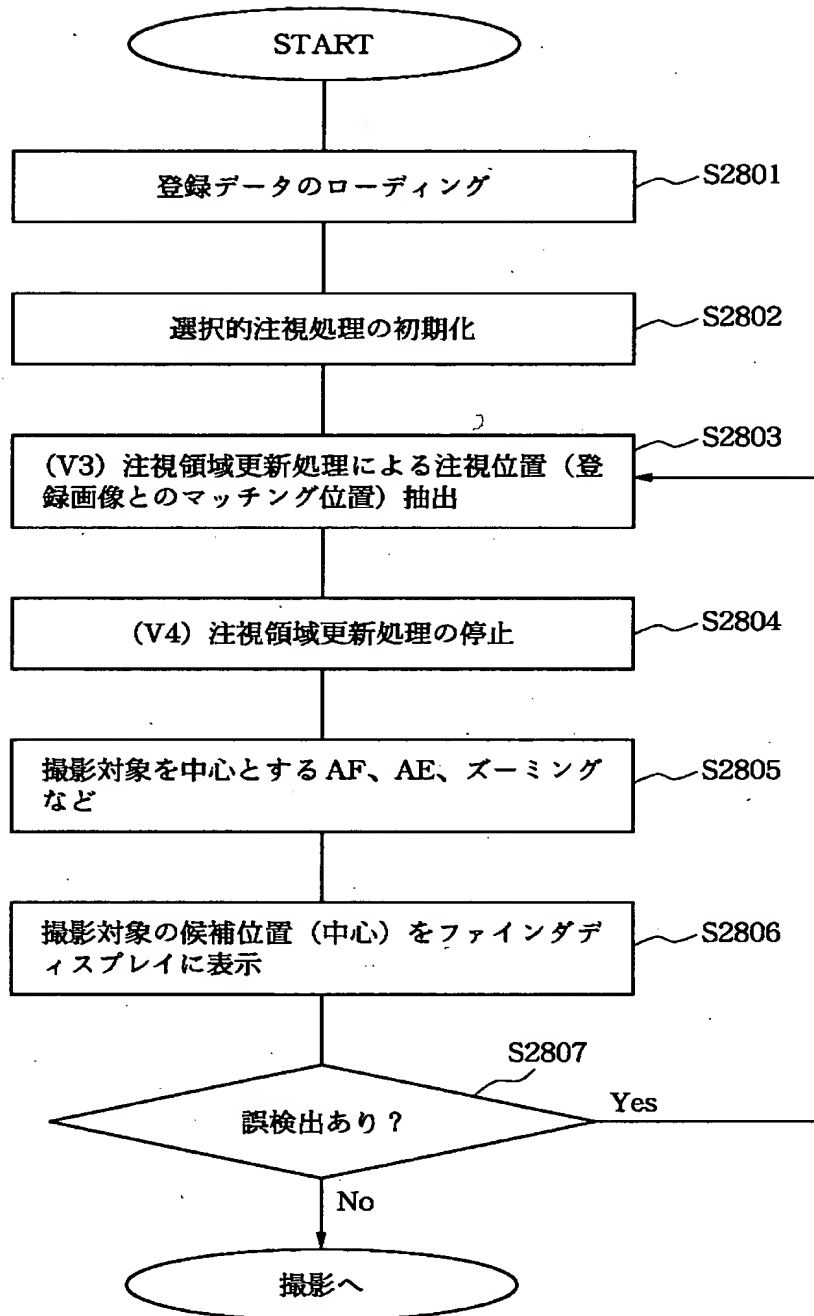 START
登録データのローディング
S2801
選択的注視処理の初期化
S2802
(V3) 注視領域更新処理による注視位置（登
録画像とのマッチング位置）抽出
S2803
(V4) 注視領域更新処理の停止
S2804
撮影対象を中心とするAF、AE、ズーミング
など
S2805
撮影対象の候補位置（中心）をファインダデ
ィスプレイに表示
S2806
S2807
誤検出あり？
Yes
No
撮影へ